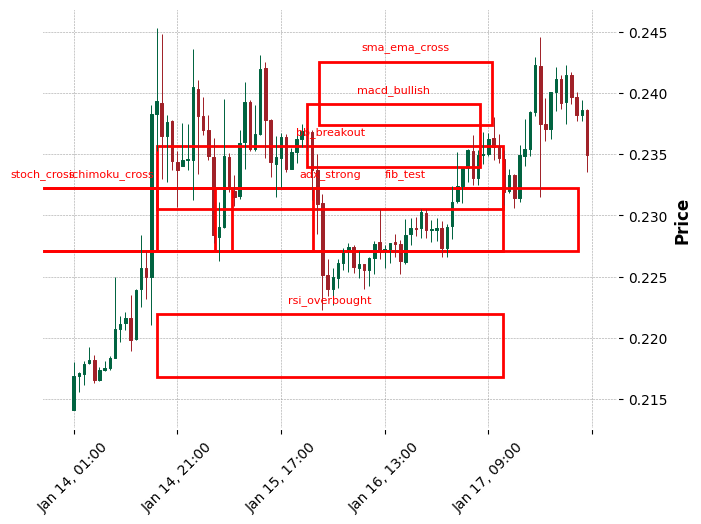 sma_ema_cross
macd_bullish
bb_breakout
stoch_cross
ichimoku_cross
adx_strong
fib_test
rsi_overbought
0.245
0.240
0.235
0.230
0.225
0.220
0.215
Price
Jan 14, 01:00
Jan 14, 21:00
Jan 15, 17:00
Jan 16, 13:00
Jan 17, 09:00